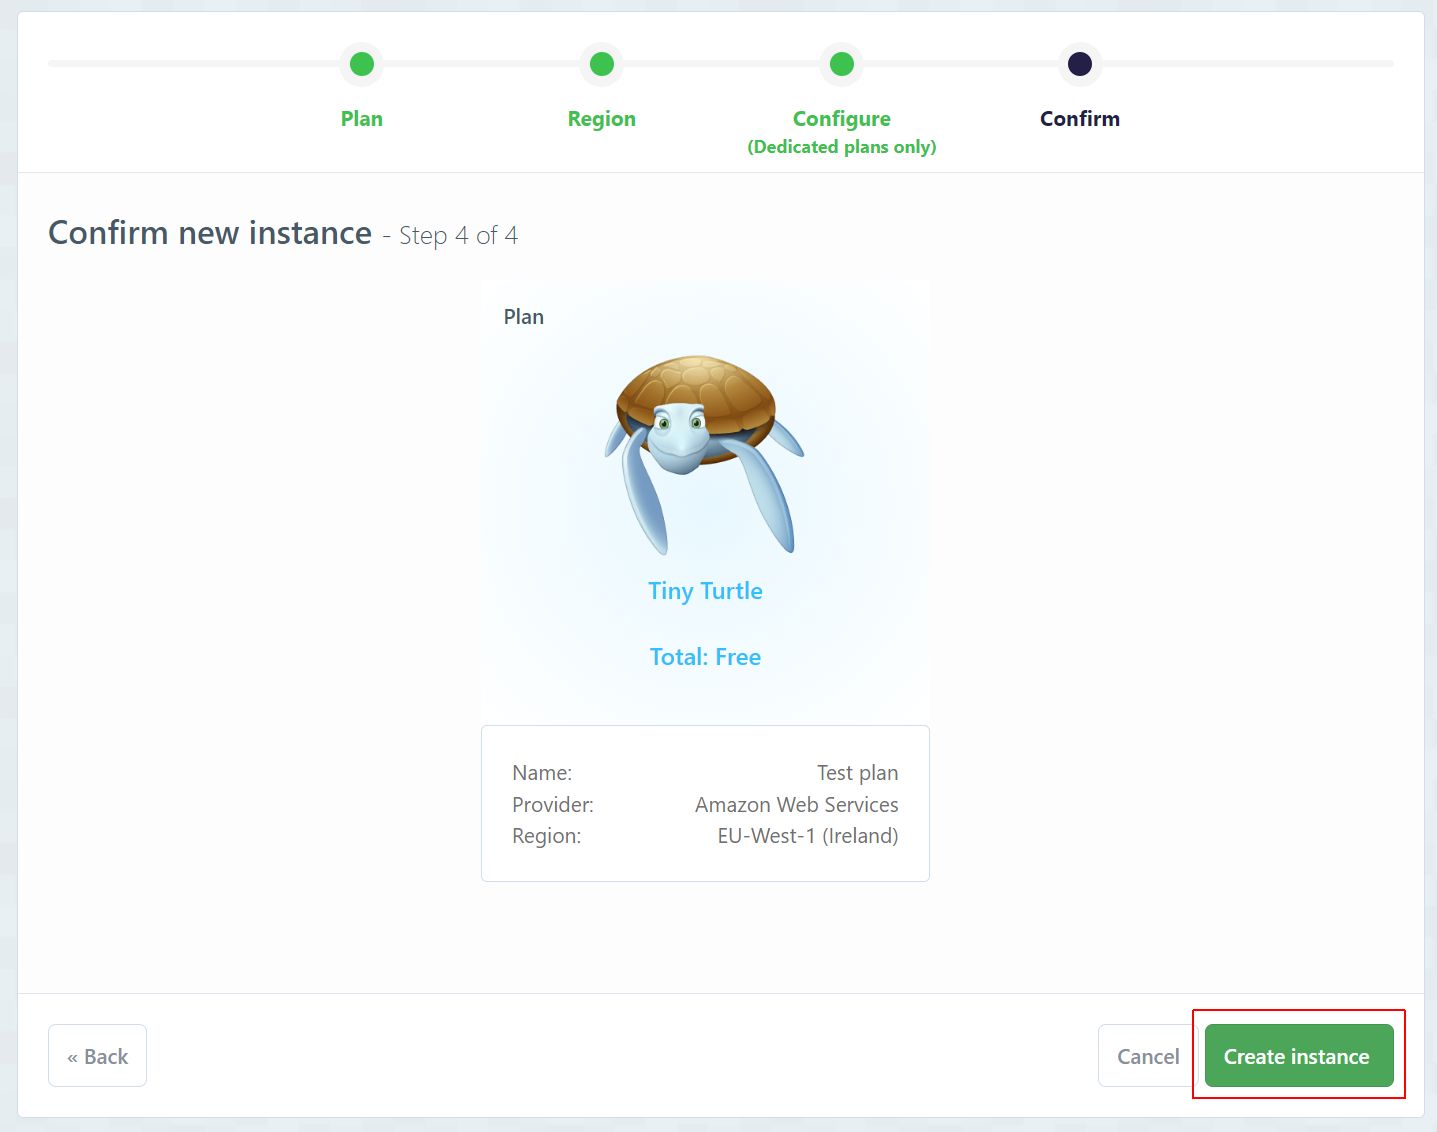 Plan
Region
Configure
(Dedicated plans only)
Confirm
Confirm new instance - Step 4 of 4
Plan
Tiny Turtle
Total: Free
Name: Test plan
Provider: Amazon Web Services
Region: EU-West-1 (Ireland)
« Back
Cancel
Create instance